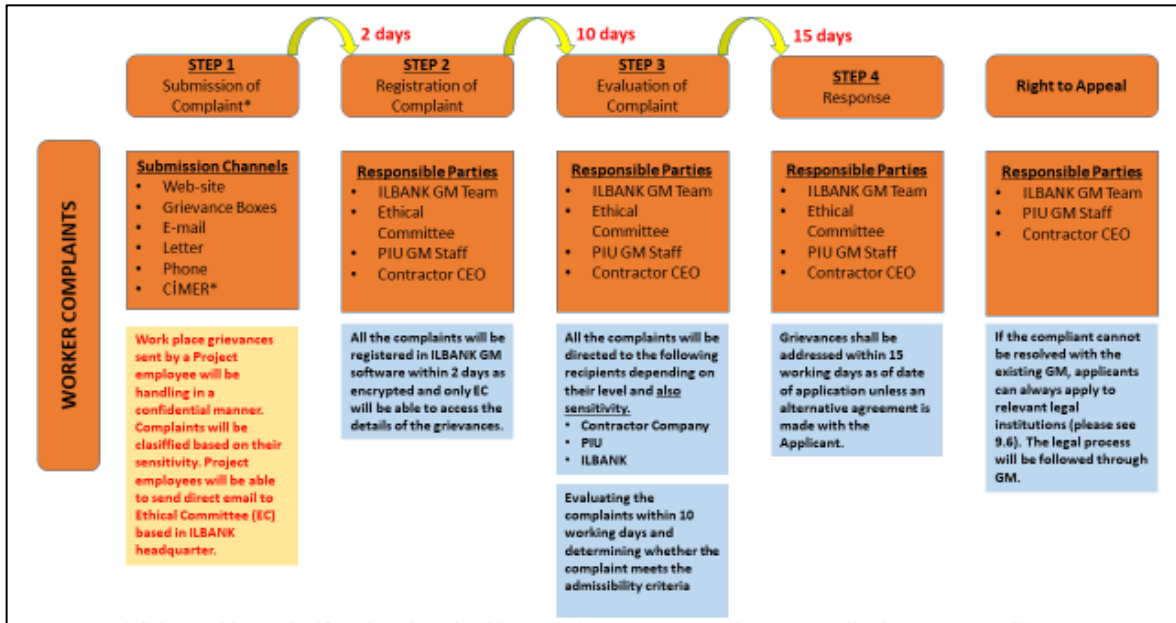 2 days
10 days
15 days
STEP 1
Submission of
Complaint*
STEP 2
Registration of
Complaint
STEP 3
Evaluation of
Complaint
STEP 4
Response
Right to Appeal
WORKER COMPLAINTS
Submission Channels
• Web-site
• Grievance Boxes
• E-mail
• Letter
• Phone
• CİMER*
Responsible Parties
• ILBANK GM Team
• Ethical
Committee
• PIU GM Staff
• Contractor CEO
Responsible Parties
• ILBANK GM Team
• Ethical
Committee
• PIU GM Staff
• Contractor CEO
Responsible Parties
• ILBANK GM Team
• Ethical
Committee
• PIU GM Staff
• Contractor CEO
Responsible Parties
• ILBANK GM Team
• PIU GM Staff
• Contractor CEO
Work place grievances
sent by a Project
employee will be
handling in a
confidential manner.
Complaints will be
clasiffied based on their
sensitivity. Project
employees will be able
to send direct email to
Ethical Committee (EC)
based in ILBANK
headquarter.
All the complaints will be
registered in ILBANK GM
software within 2 days as
encrypted and only EC
will be able to access the
details of the grievances.
All the complaints will be
directed to the following
recipients depending on
their level and also
sensitivity.
• Contractor Company
• PIU
• ILBANK
Evaluating the
complaints within 10
working days and
determining whether the
complaint meets the
admissibility criteria
Grievances shall be
addressed within 15
working days as of date
of application unless an
alternative agreement is
made with the
Applicant.
If the compliant cannot
be resolved with the
existing GM, applicants
can always apply to
relevant legal
institutions (please see
9.6). The legal process
will be followed through
GM.